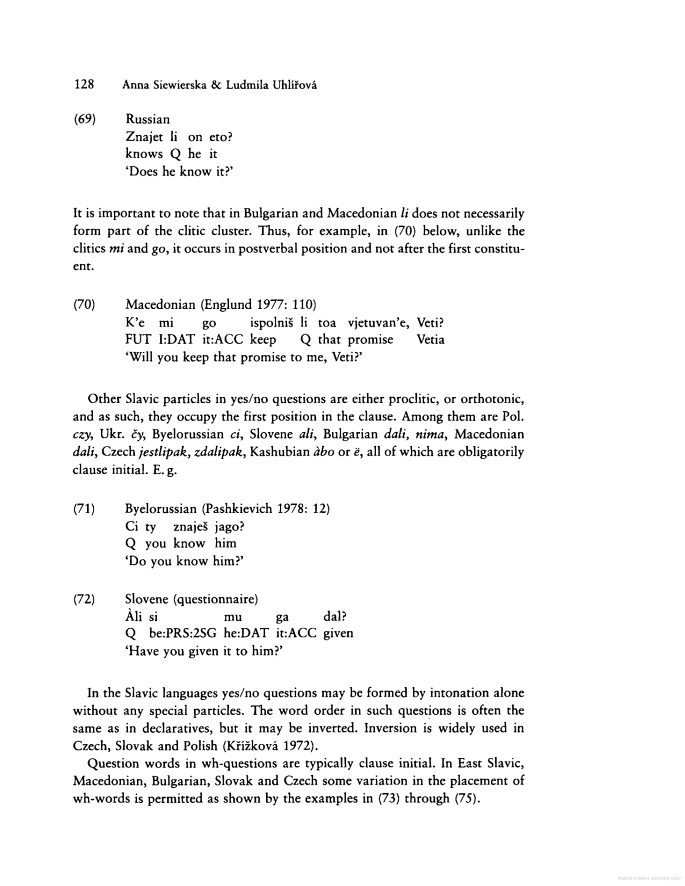 128 Anna Siewierska & Ludmila Uhlířová
(69) Russian
Znajet li on eto?
knows Q he it
‘Does he know it?’
It is important to note that in Bulgarian and Macedonian li does not necessarily
form part of the clitic cluster. Thus, for example, in (70) below, unlike the
clitics mi and go, it occurs in postverbal position and not after the first constitu-
ent.
(70) Macedonian (Englund 1977: 110)
K’e mi go ispolniš li toa vjetuvan’e, Veti?
FUT I:DAT it:ACC keep Q that promise Vetia
‘Will you keep that promise to me, Veti?’
Other Slavic particles in yes/no questions are either proclitic, or orthotonic,
and as such, they occupy the first position in the clause. Among them are Pol.
czy, Ukr. čy, Byelorussian ci, Slovene ali, Bulgarian dali, nima, Macedonian
dali, Czech jestlipak, zdalipak, Kashubian àbo or ë, all of which are obligatorily
clause initial. E. g.
(71) Byelorussian (Pashkievich 1978: 12)
Ci ty znaješ jago?
Q you know him
‘Do you know him?’
(72) Slovene (questionnaire)
Àli si mu ga dal?
Q be:PRS:2SG he:DAT it:ACC given
‘Have you given it to him?’
In the Slavic languages yes/no questions may be formed by intonation alone
without any special particles. The word order in such questions is often the
same as in declaratives, but it may be inverted. Inversion is widely used in
Czech, Slovak and Polish (Křížková 1972).
Question words in wh-questions are typically clause initial. In East Slavic,
Macedonian, Bulgarian, Slovak and Czech some variation in the placement of
wh-words is permitted as shown by the examples in (73) through (75).